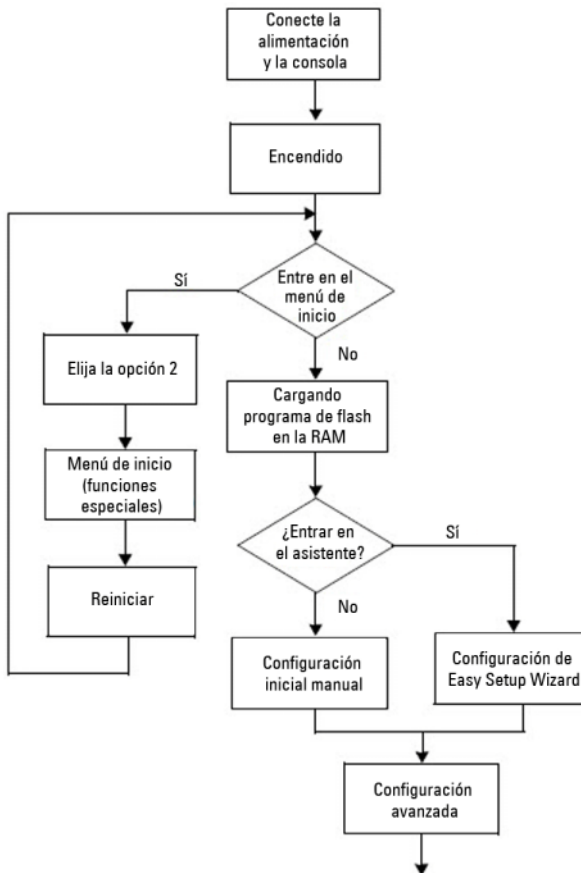 Conecte la
alimentación
y la consola
Encendido
Entre en el
menú de
inicio
Sí
No
Elija la opción 2
Cargando
programa de flash
en la RAM
Menú de inicio
(funciones
especiales)
¿Entrar en
el asistente?
Sí
No
Reiniciar
Configuración
inicial manual
Configuración de
Easy Setup Wizard
Configuración
avanzada